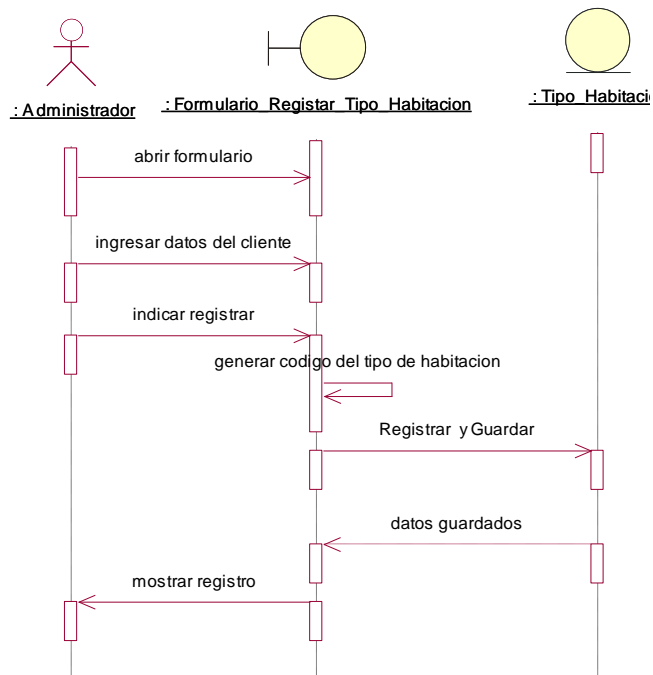 : Administrador
: Formulario_Registar_Tipo_Habitacion
: Tipo_Habitaci
abrir formulario
ingresar datos del cliente
indicar registrar
generar codigo del tipo de habitacion
Registrar y Guardar
datos guardados
mostrar registro